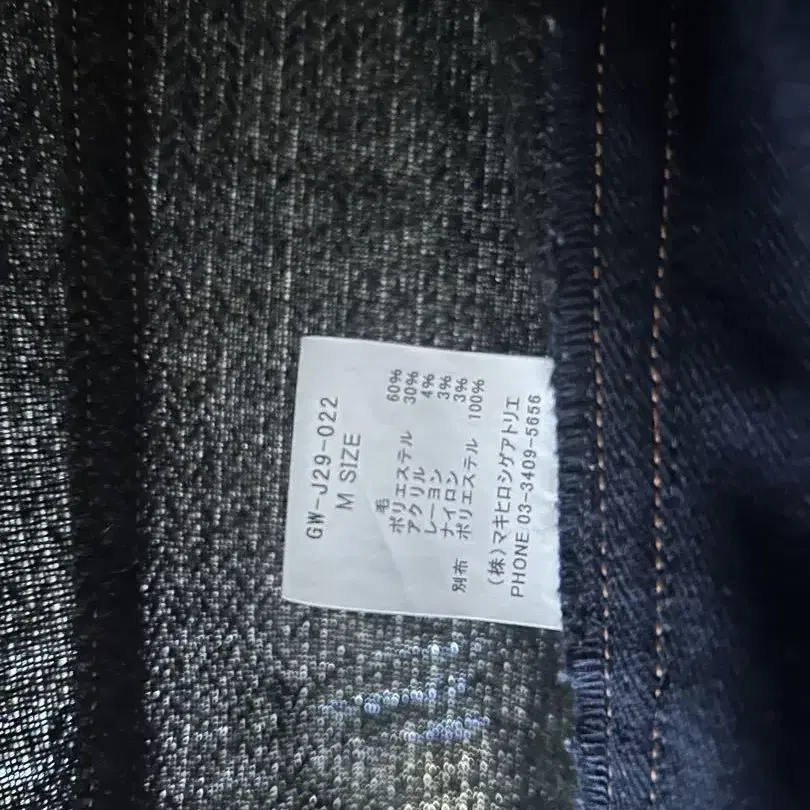 GW-J29-022
M SIZE
毛 60%
ポリエステル 30%
アクリル 4%
レーヨン 3%
ナイロン 3%
別布 ポリエステル 100%
(株)マキヒロシゲアトリエ
PHONE 03-3409-5656